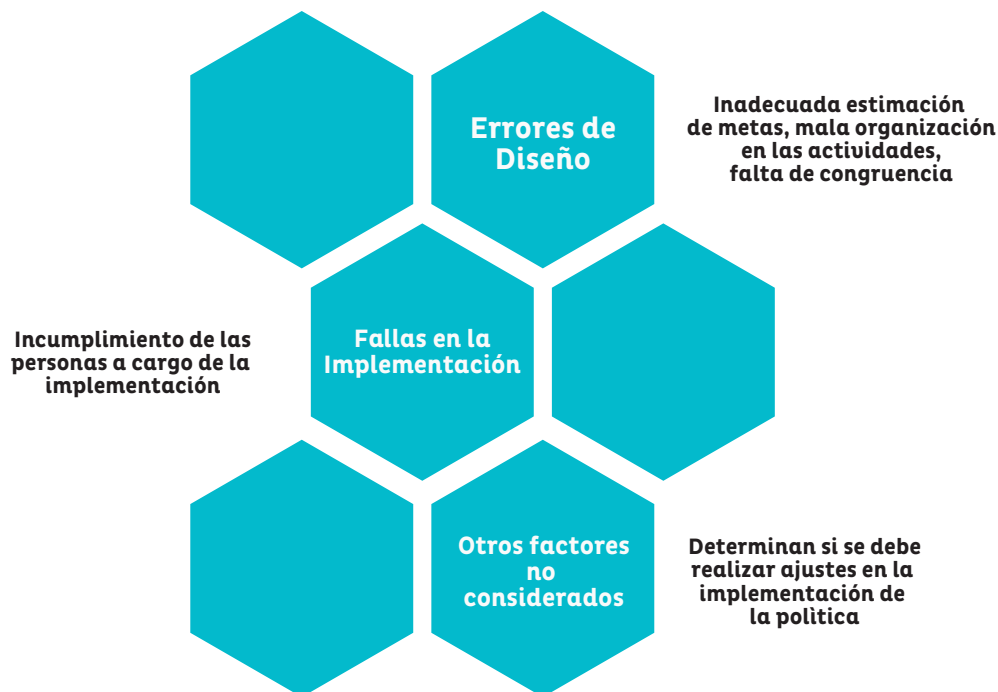 Errores de
Diseño
Inadecuada estimación
de metas, mala organización
en las actividades,
falta de congruencia
Incumplimiento de las
personas a cargo de la
implementación
Fallas en la
Implementación
Otros factores
no
considerados
Determinan si se debe
realizar ajustes en la
implementación de
la polìtica